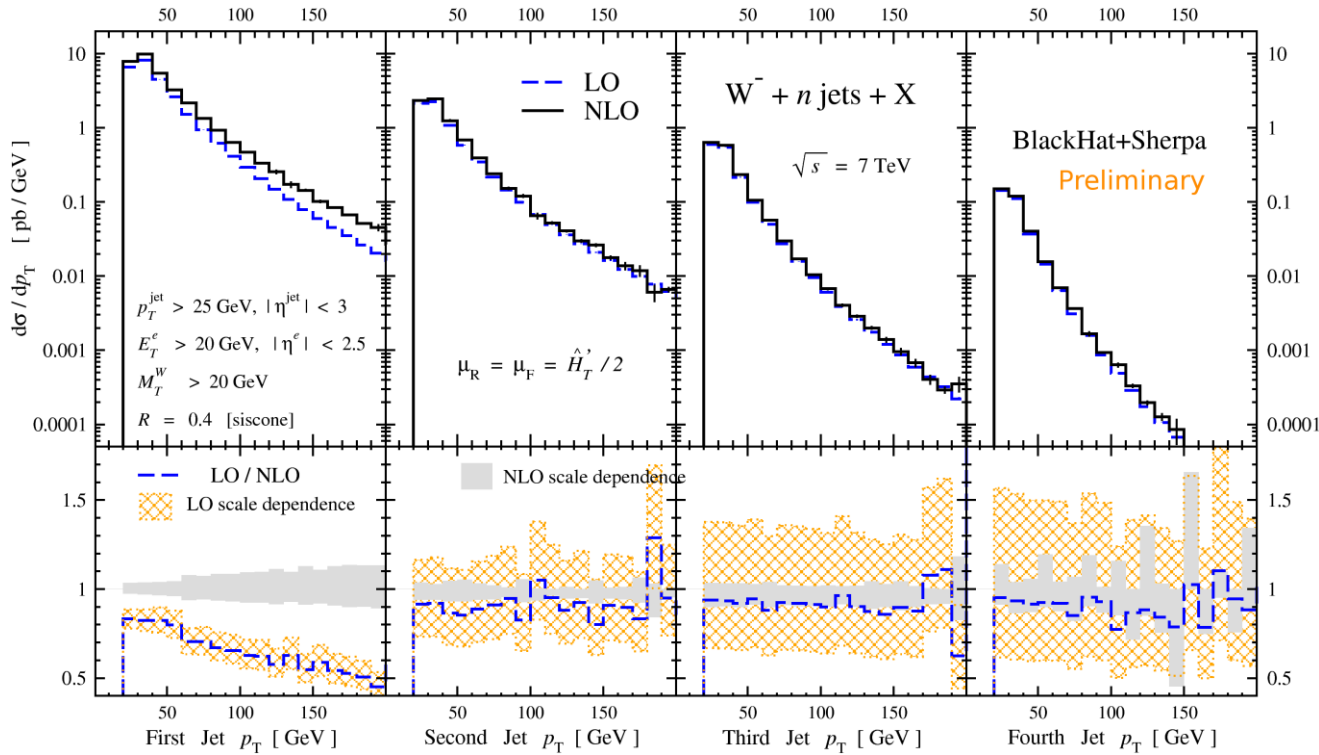 50 100 150 50 100 150 50 100 150 50 100 150
10
1
0.1
0.01
0.001
0.0001
dσ / dp_T [ pb / GeV ]
p_T^jet > 25 GeV, | η^jet | < 3
E_T^e > 20 GeV, | η^e | < 2.5
M_T^W > 20 GeV
R = 0.4 [siscone]
LO
NLO
μ_R = μ_F = Ĥ_T' / 2
W^- + n jets + X
√s = 7 TeV
BlackHat+Sherpa
Preliminary
10
1
0.1
0.01
0.001
0.0001
1.5
1
0.5
LO / NLO
LO scale dependence
NLO scale dependence
1.5
1
0.5
50 100 150 50 100 150 50 100 150 50 100 150
First Jet p_T [ GeV ]
Second Jet p_T [ GeV ]
Third Jet p_T [ GeV ]
Fourth Jet p_T [ GeV ]